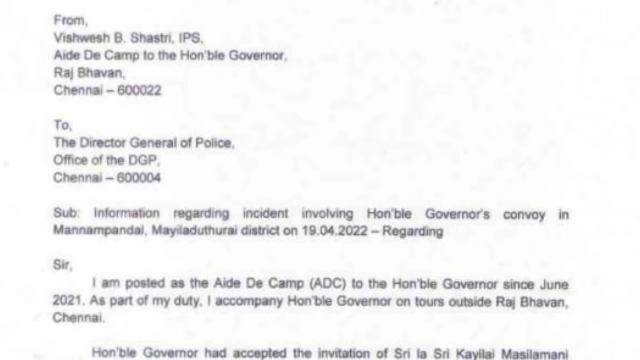 From,
Vishwesh B. Shastri, IPS,
Aide De Camp to the Hon'ble Governor,
Raj Bhavan,
Chennai – 600022
To,
The Director General of Police,
Office of the DGP,
Chennai – 600004
Sub: Information regarding incident involving Hon'ble Governor's convoy in
Mannampandal, Mayiladuthurai district on 19.04.2022 – Regarding
Sir,
I am posted as the Aide De Camp (ADC) to the Hon'ble Governor since June
2021. As part of my duty, I accompany Hon'ble Governor on tours outside Raj Bhavan,
Chennai.
Hon'ble Governor had accepted the invitation of Sri la Sri Kayilai Masilamani